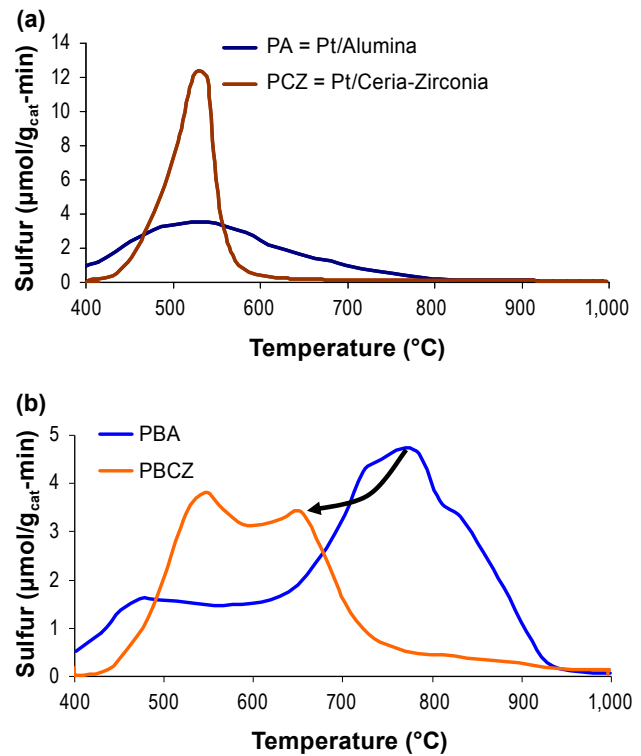 (a)
Sulfur (µmol/gcat-min)
14
12
10
8
6
4
2
0
PA = Pt/Alumina
PCZ = Pt/Ceria-Zirconia
400 500 600 700 800 900 1,000
Temperature (°C)
(b)
Sulfur (µmol/gcat-min)
5
4
3
2
1
0
PBA
PBCZ
400 500 600 700 800 900 1,000
Temperature (°C)